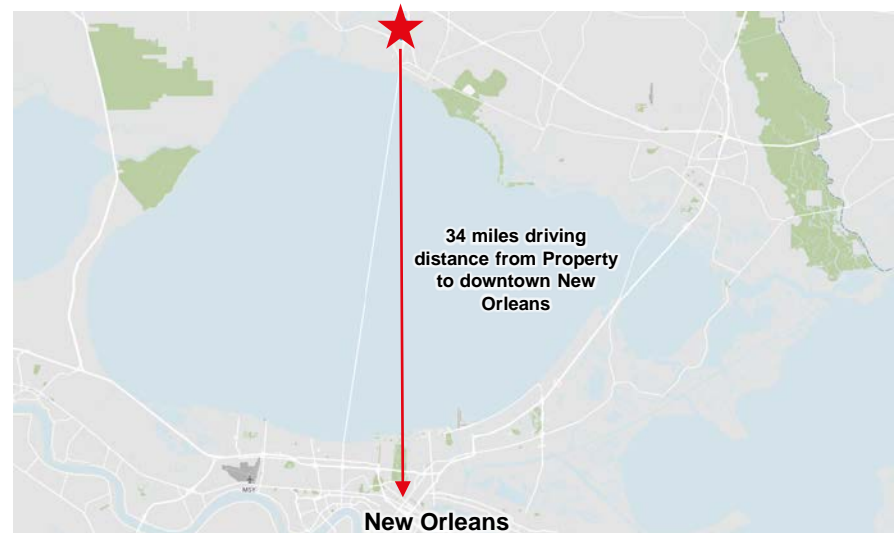 34 miles driving
distance from Property
to downtown New
Orleans
MSY
New Orleans